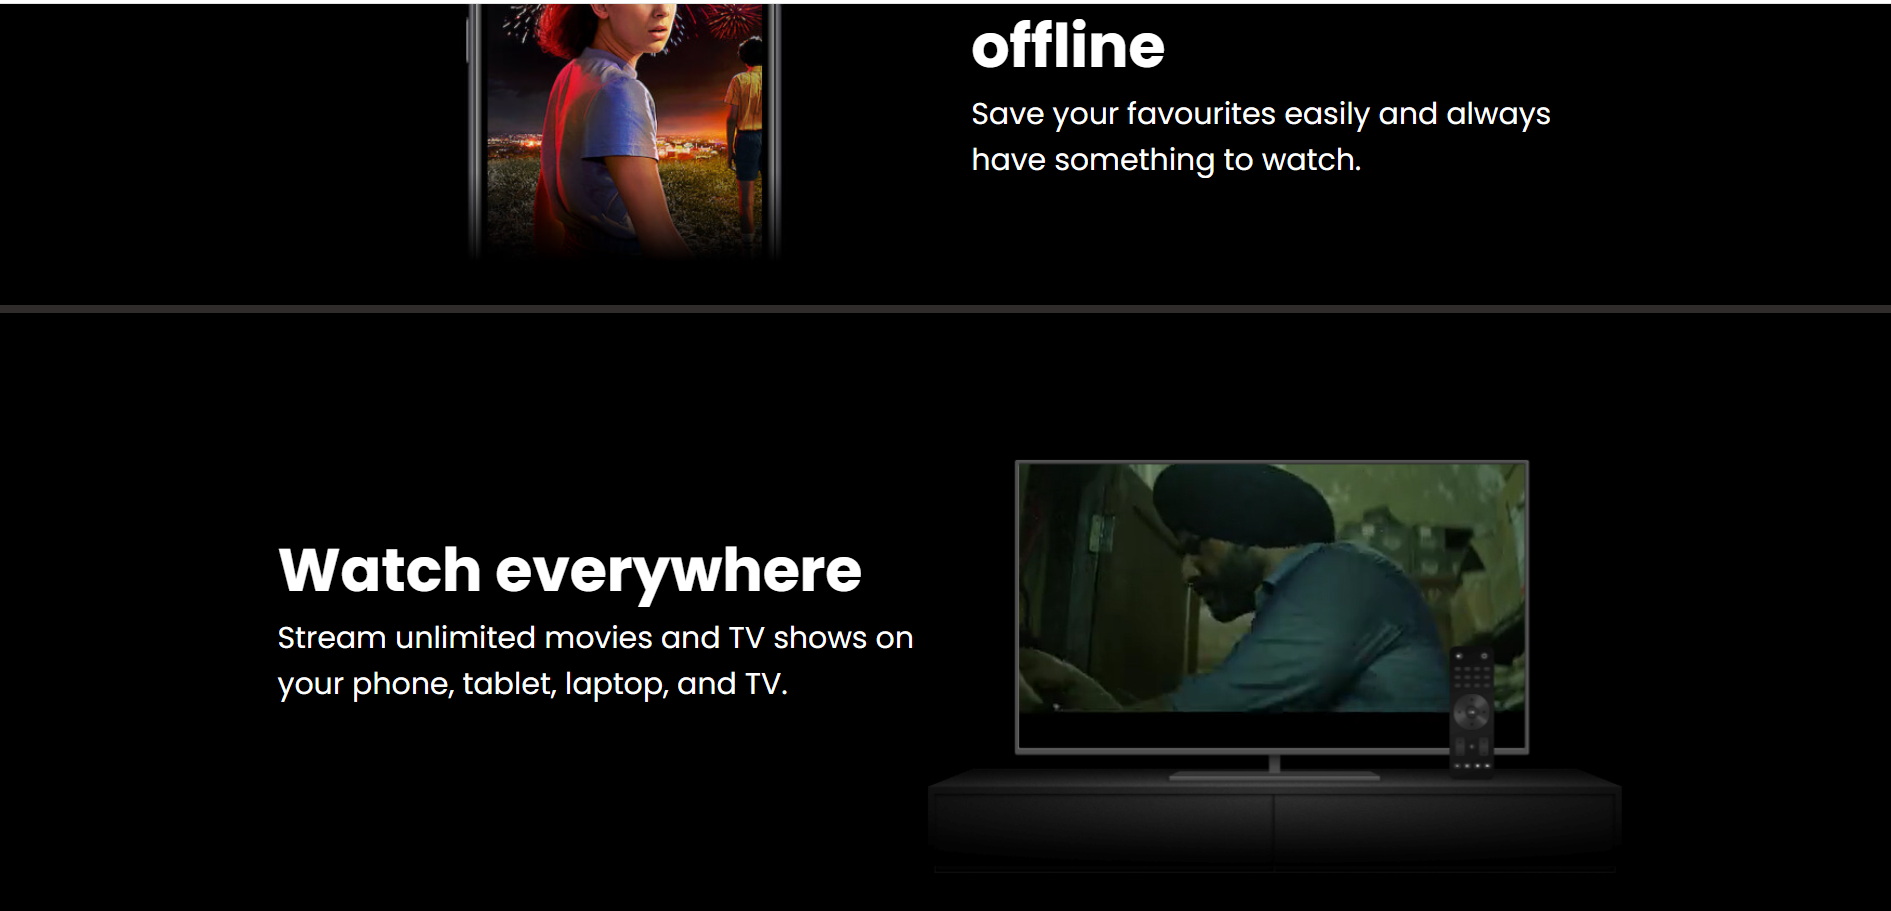 offline
Save your favourites easily and always
have something to watch.
Watch everywhere
Stream unlimited movies and TV shows on
your phone, tablet, laptop, and TV.